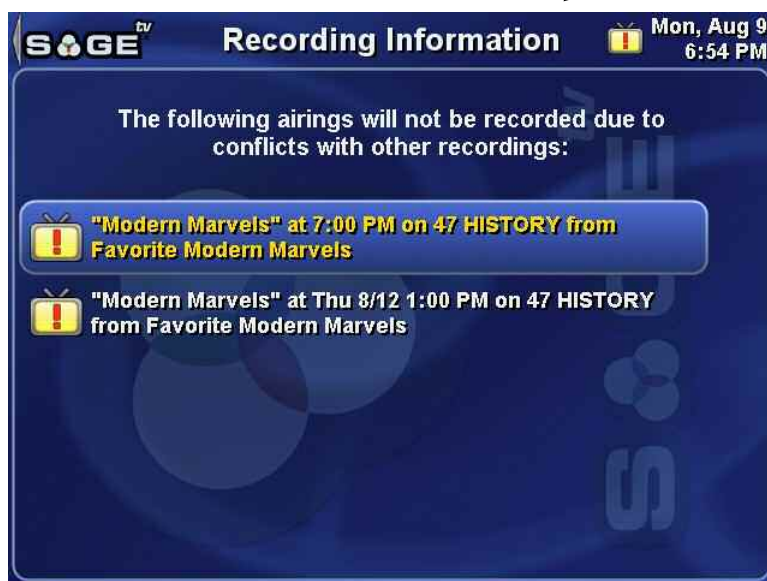 SAGE tv
Recording Information
Mon, Aug 9
6:54 PM
The following airings will not be recorded due to
conflicts with other recordings:
"Modern Marvels" at 7:00 PM on 47 HISTORY from
Favorite Modern Marvels
"Modern Marvels" at Thu 8/12 1:00 PM on 47 HISTORY
from Favorite Modern Marvels
SAGE tv